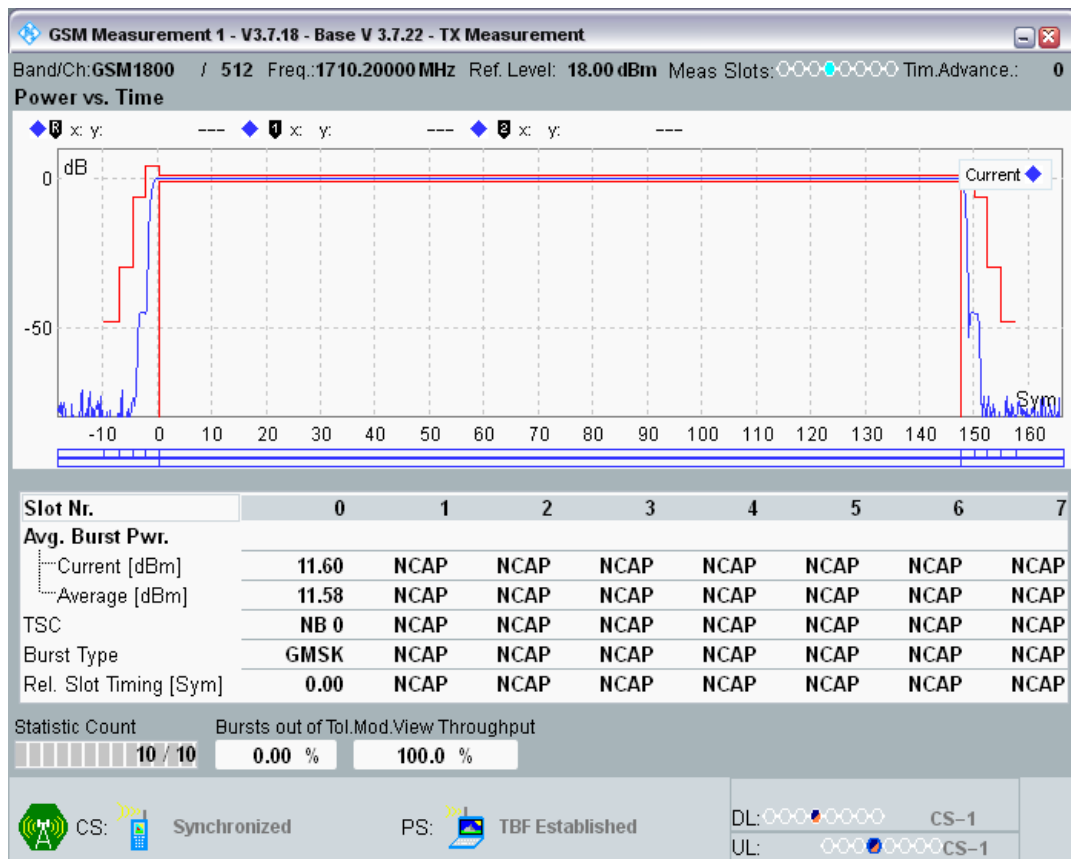 GSM Measurement 1 - V3.7.18 - Base V 3.7.22 - TX Measurement
Band/Ch:GSM1800 / 512 Freq.:1710.20000 MHz Ref. Level: 18.00 dBm Meas Slots: Tim.Advance.: 0
Power vs. Time
R x: y: --- 1 x: y: --- 2 x: y: ---
dB
Current
0
-50
Sym
-10 0 10 20 30 40 50 60 70 80 90 100 110 120 130 140 150 160
Slot Nr. 0 1 2 3 4 5 6 7
Avg. Burst Pwr.
Current [dBm] 11.60 NCAP NCAP NCAP NCAP NCAP NCAP NCAP
Average [dBm] 11.58 NCAP NCAP NCAP NCAP NCAP NCAP NCAP
TSC NB 0 NCAP NCAP NCAP NCAP NCAP NCAP NCAP
Burst Type GMSK NCAP NCAP NCAP NCAP NCAP NCAP NCAP
Rel. Slot Timing [Sym] 0.00 NCAP NCAP NCAP NCAP NCAP NCAP NCAP
Statistic Count Bursts out of Tol.Mod.View Throughput
10 / 10 0.00 % 100.0 %
CS: Synchronized PS: TBF Established
DL: CS-1
UL: CS-1